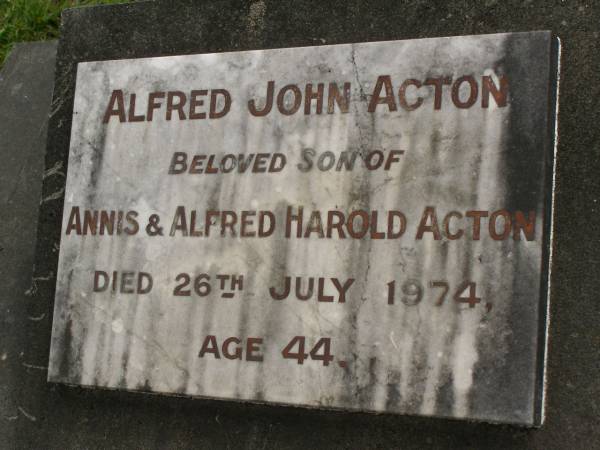 ALFRED JOHN ACTON
BELOVED SON OF
ANNIS & ALFRED HAROLD ACTON
DIED 26TH JULY 1974,
AGE 44.